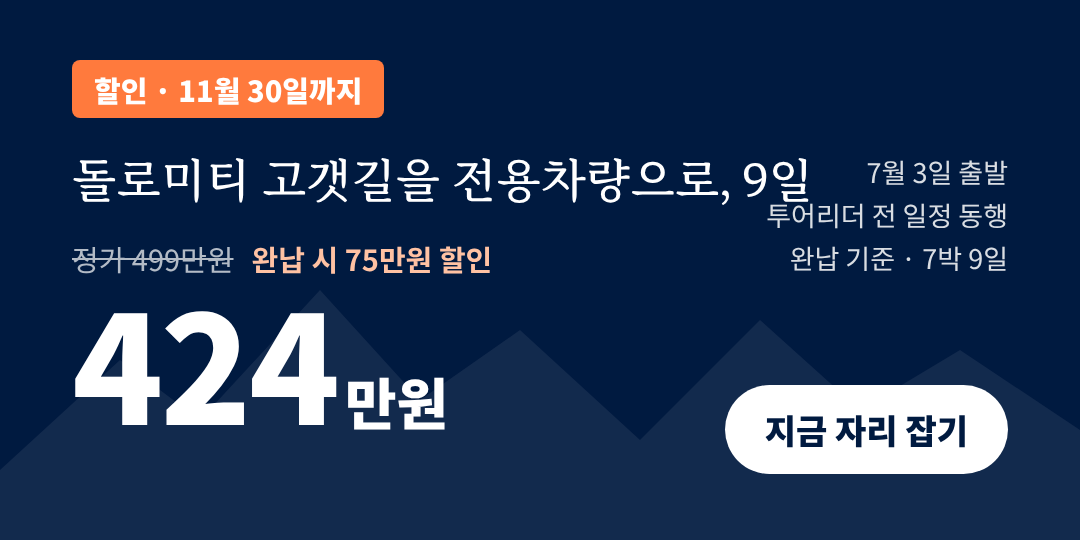 할인 · 11월 30일까지
돌로미티 고갯길을 전용차량으로, 9일
7월 3일 출발
투어리더 전 일정 동행
완납 기준 · 7박 9일
정가 499만원 완납 시 75만원 할인
424만원
지금 자리 잡기